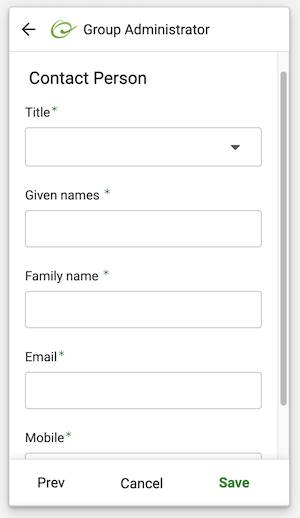 Group Administrator
Contact Person
Title*
Given names *
Family name *
Email*
Mobile*
Prev Cancel Save